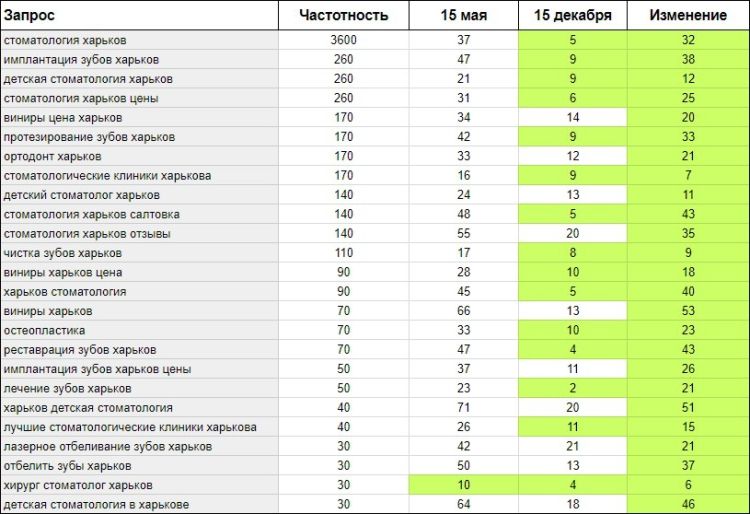 Запрос Частотность 15 мая 15 декабря Изменение
стоматология харьков 3600 37 5 32
имплантация зубов харьков 260 47 9 38
детская стоматология харьков 260 21 9 12
стоматология харьков цены 260 31 6 25
виниры цена харьков 170 34 14 20
протезирование зубов харьков 170 42 9 33
ортодонт харьков 170 33 12 21
стоматологические клиники харькова 170 16 9 7
детский стоматолог харьков 140 24 13 11
стоматология харьков салтовка 140 48 5 43
стоматология харьков отзывы 140 55 20 35
чистка зубов харьков 110 17 8 9
виниры харьков цена 90 28 10 18
харьков стоматология 90 45 5 40
виниры харьков 70 66 13 53
остеопластика 70 33 10 23
реставрация зубов харьков 70 47 4 43
имплантация зубов харьков цены 50 37 11 26
лечение зубов харьков 50 23 2 21
харьков детская стоматология 40 71 20 51
лучшие стоматологические клиники харькова 40 26 11 15
лазерное отбеливание зубов харьков 30 42 21 21
отбелить зубы харьков 30 50 13 37
хирург стоматолог харьков 30 10 4 6
детская стоматология в харькове 30 64 18 46